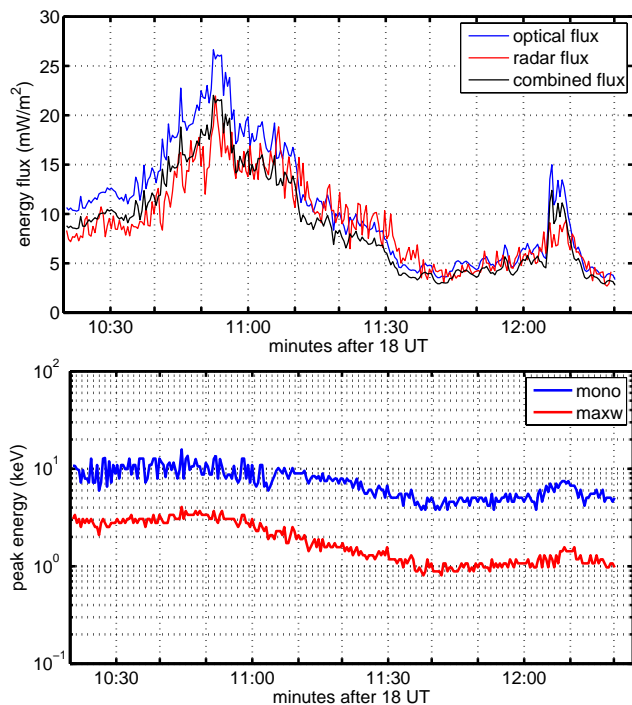 30
25
20
15
10
5
0
energy flux (mW/m²)
optical flux
radar flux
combined flux
10:30 11:00 11:30 12:00
minutes after 18 UT
10²
10¹
10⁰
10⁻¹
peak energy (keV)
mono
maxw
10:30 11:00 11:30 12:00
minutes after 18 UT